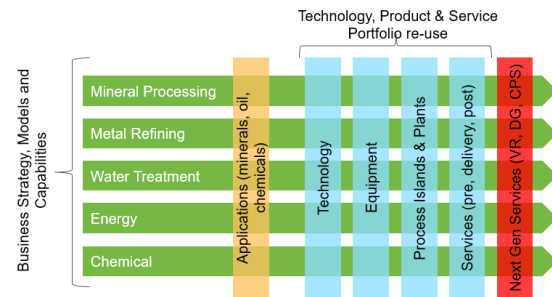 Technology, Product & Service
Portfolio re-use
Business Strategy, Models and
Capabilities
Mineral Processing
Metal Refining
Water Treatment
Energy
Chemical
Applications (minerals, oil,
chemicals)
Technology
Equipment
Process Islands & Plants
Services (pre, delivery, post)
Next Gen Services (VR, DG, CPS)